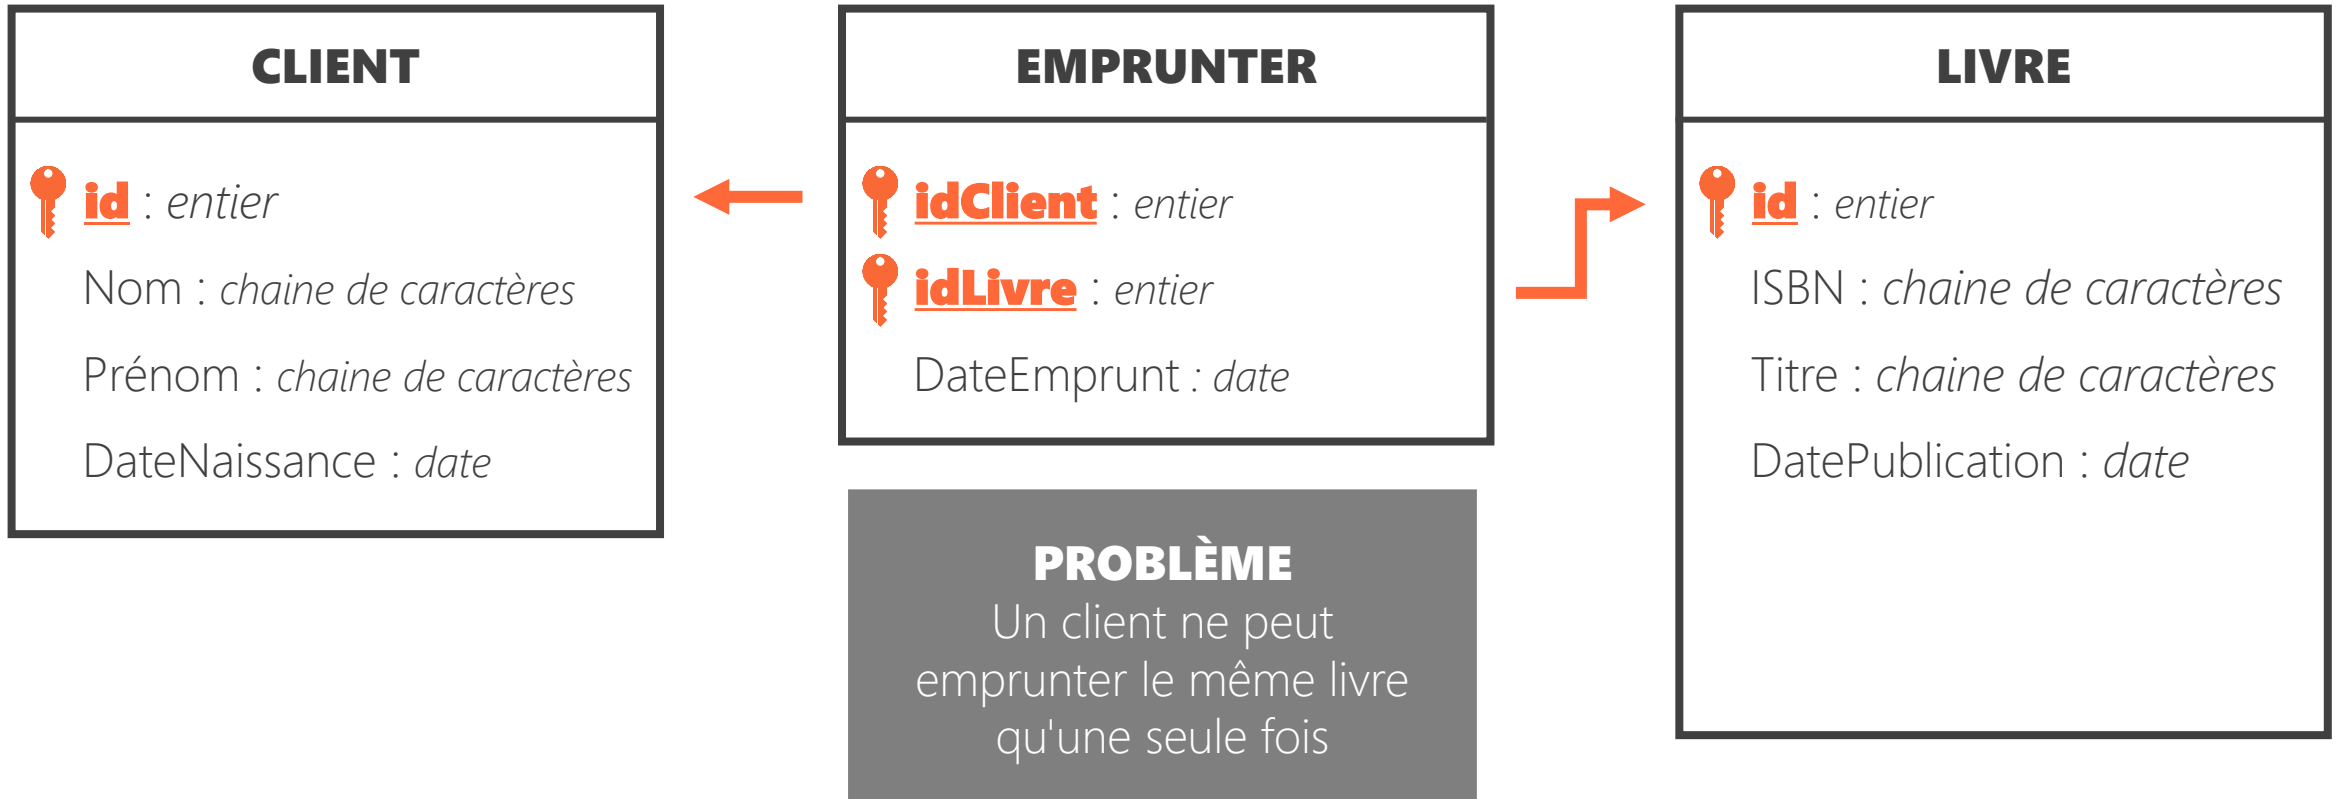 CLIENT
id : entier
Nom : chaine de caractères
Prénom : chaine de caractères
DateNaissance : date
EMPRUNTER
idClient : entier
idLivre : entier
DateEmprunt : date
PROBLÈME
Un client ne peut
emprunter le même livre
qu'une seule fois
LIVRE
id : entier
ISBN : chaine de caractères
Titre : chaine de caractères
DatePublication : date